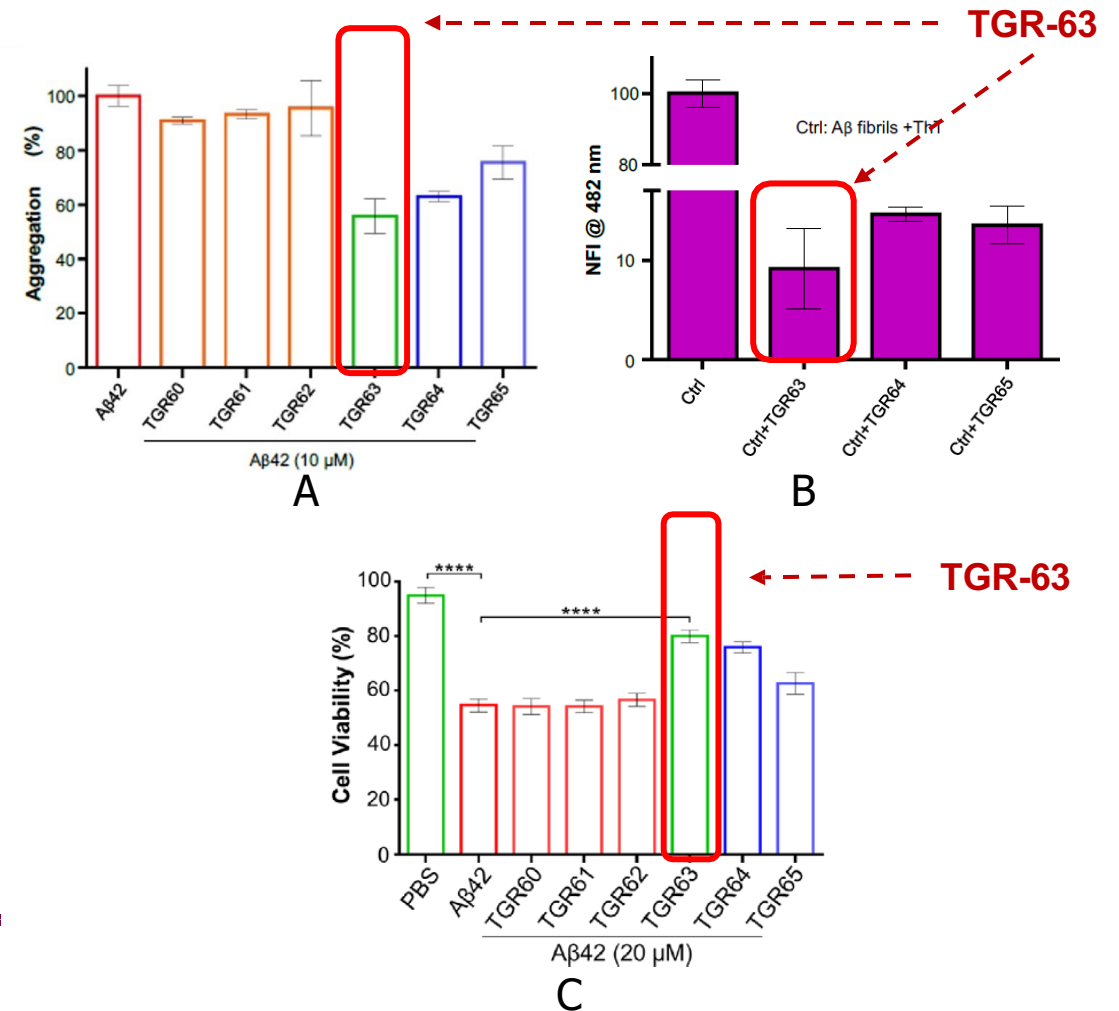 TGR-63
Aggregation (%)
100
80
60
40
20
0
Aβ42
TGR60
TGR61
TGR62
TGR63
TGR64
TGR65
Aβ42 (10 µM)
A
NFI @ 482 nm
100
80
10
0
Ctrl: Aβ fibrils +ThT
Ctrl
Ctrl+TGR63
Ctrl+TGR64
Ctrl+TGR65
B
TGR-63
Cell Viability (%)
100
80
60
40
20
0
****
****
PBS
Aβ42
TGR60
TGR61
TGR62
TGR63
TGR64
TGR65
Aβ42 (20 µM)
C